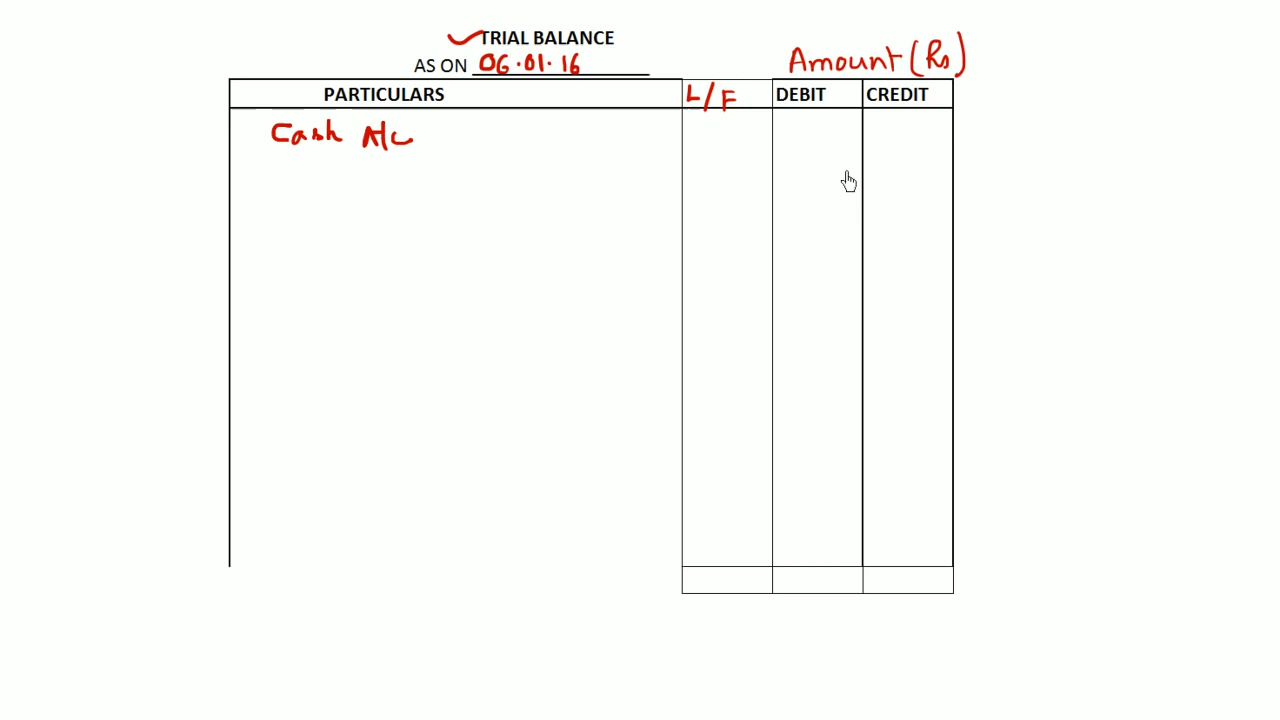 TRIAL BALANCE
AS ON 06.01.16 Amount (Rs)
PARTICULARS L/F DEBIT CREDIT
Cash A/c